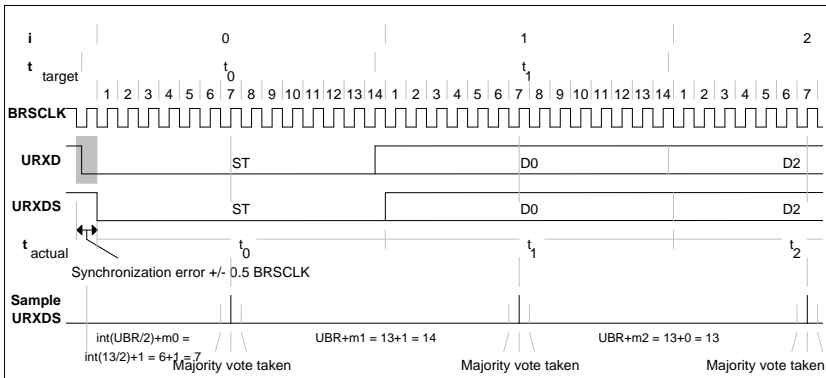 i 0 1 2
t target t0 t1
1 2 3 4 5 6 7 8 9 10 11 12 13 14 1 2 3 4 5 6 7 8 9 10 11 12 13 14 1 2 3 4 5 6 7
BRSCLK
URXD ST D0 D2
URXDS ST D0 D2
t actual t0 t1 t2
Synchronization error +/- 0.5 BRSCLK
Sample
URXDS
int(UBR/2)+m0 = UBR+m1 = 13+1 = 14 UBR+m2 = 13+0 = 13
int(13/2)+1 = 6+1 = 7
Majority vote taken Majority vote taken Majority vote taken